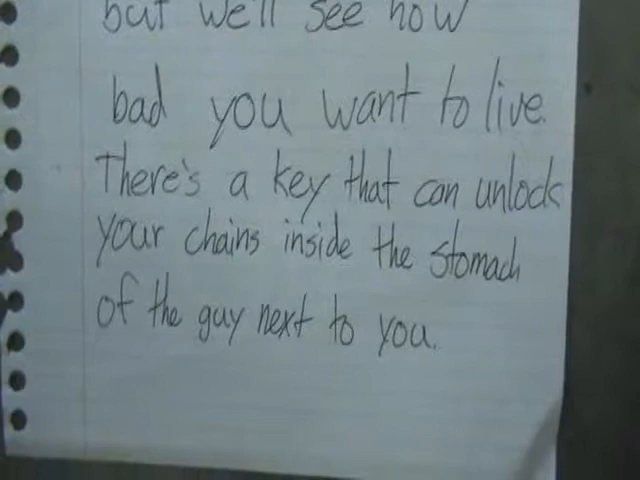 but we'll see how
bad you want to live.
There's a key that can unlock
your chains inside the stomach
of the guy next to you.